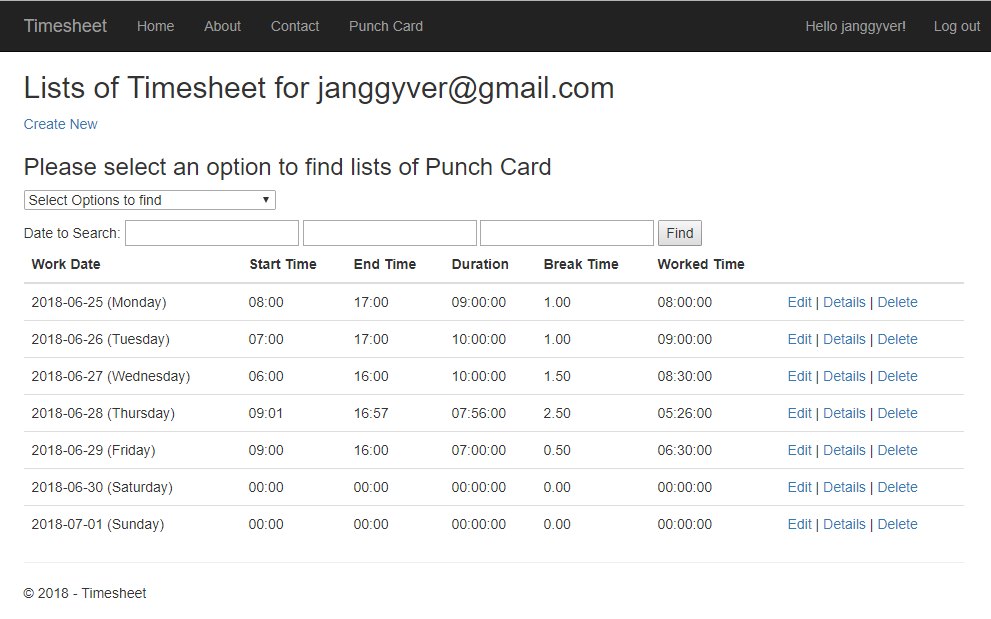 Timesheet Home About Contact Punch Card Hello janggyver! Log out
Lists of Timesheet for janggyver@gmail.com
Create New
Please select an option to find lists of Punch Card
Select Options to find
Date to Search: Find
Work Date Start Time End Time Duration Break Time Worked Time
2018-06-25 (Monday) 08:00 17:00 09:00:00 1.00 08:00:00 Edit | Details | Delete
2018-06-26 (Tuesday) 07:00 17:00 10:00:00 1.00 09:00:00 Edit | Details | Delete
2018-06-27 (Wednesday) 06:00 16:00 10:00:00 1.50 08:30:00 Edit | Details | Delete
2018-06-28 (Thursday) 09:01 16:57 07:56:00 2.50 05:26:00 Edit | Details | Delete
2018-06-29 (Friday) 09:00 16:00 07:00:00 0.50 06:30:00 Edit | Details | Delete
2018-06-30 (Saturday) 00:00 00:00 00:00:00 0.00 00:00:00 Edit | Details | Delete
2018-07-01 (Sunday) 00:00 00:00 00:00:00 0.00 00:00:00 Edit | Details | Delete
© 2018 - Timesheet